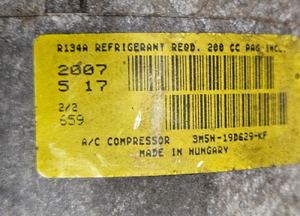 R134A REFRIGERANT REQD. 200 CC PAG INCL.
2007
5 17
2/2
659
A/C COMPRESSOR 3M5H-19D629-KF
MADE IN HUNGARY